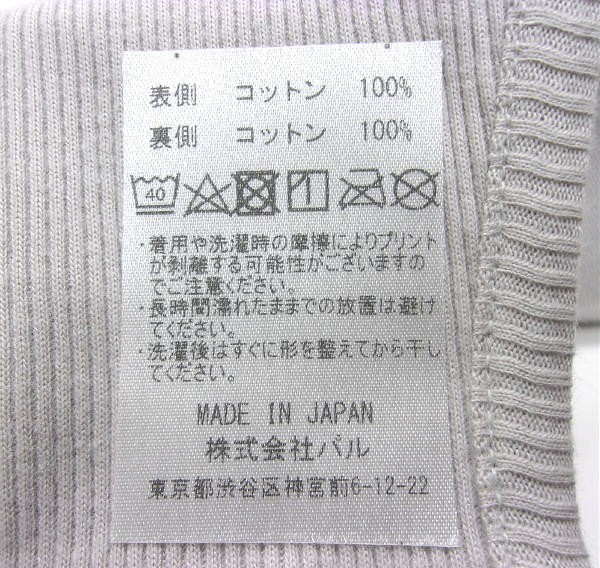 表側 コットン 100%
裏側 コットン 100%
40
・着用や洗濯時の摩擦によりプリント
が剥離する可能性がございますの
でご注意ください。
・長時間濡れたままでの放置は避け
てください。
・洗濯後はすぐに形を整えてから干し
てください。
MADE IN JAPAN
株式会社パル
東京都渋谷区神宮前6-12-22